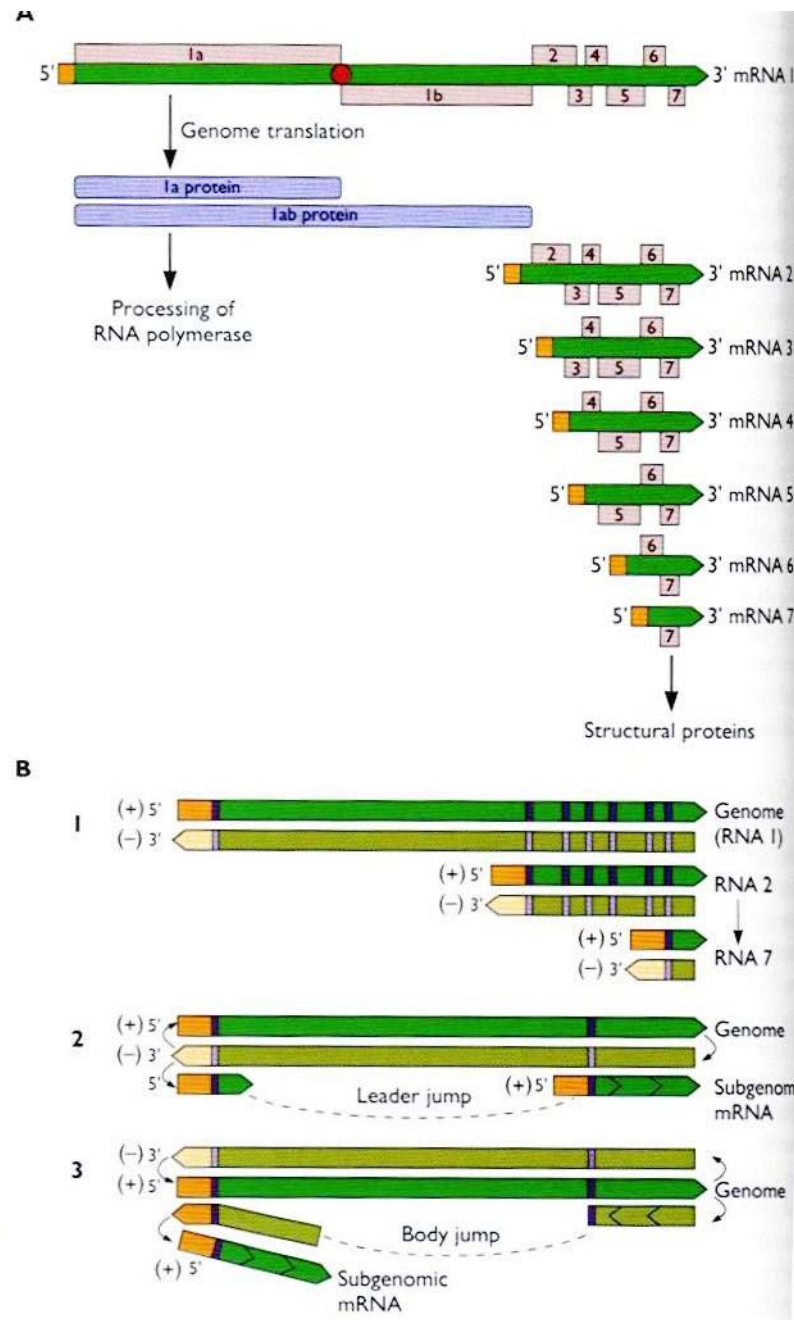 A
1a
2 4 6
5' 3' mRNA 1
1b
3 5 7
Genome translation
1a protein
1ab protein
Processing of
RNA polymerase
2 4 6
5' 3' mRNA 2
3 5 7
4 6
5' 3' mRNA 3
3 5 7
4 6
5' 3' mRNA 4
5 7
6
5' 3' mRNA 5
5 7
6
5' 3' mRNA 6
7
5' 3' mRNA 7
7
Structural proteins
B
1
(+) 5' Genome
(−) 3' (RNA 1)
(+) 5' RNA 2
(−) 3'
(+) 5' RNA 7
(−) 3'
2
(+) 5' Genome
(−) 3'
5' Leader jump (+) 5' Subgenom
mRNA
3
(−) 3'
(+) 5' Genome
Body jump
(+) 5' Subgenomic
mRNA